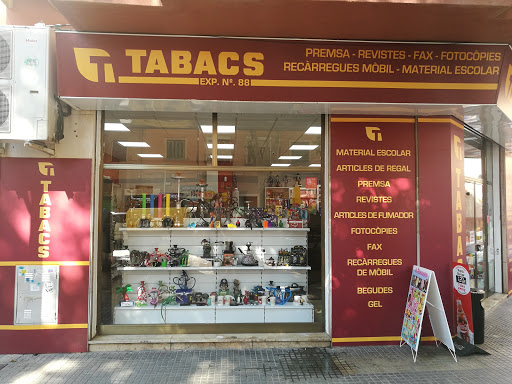 TABACS
EXP. Nº. 88
PREMSA - REVISTES - FAX - FOTOCÒPIES
RECÀRREGUES MÒBIL - MATERIAL ESCOLAR
TABACS
MATERIAL ESCOLAR
ARTICLES DE REGAL
PREMSA
REVISTES
ARTICLES DE FUMADOR
FOTOCÒPIES
FAX
RECÀRREGUES
DE MÒBIL
BEGUDES
GEL